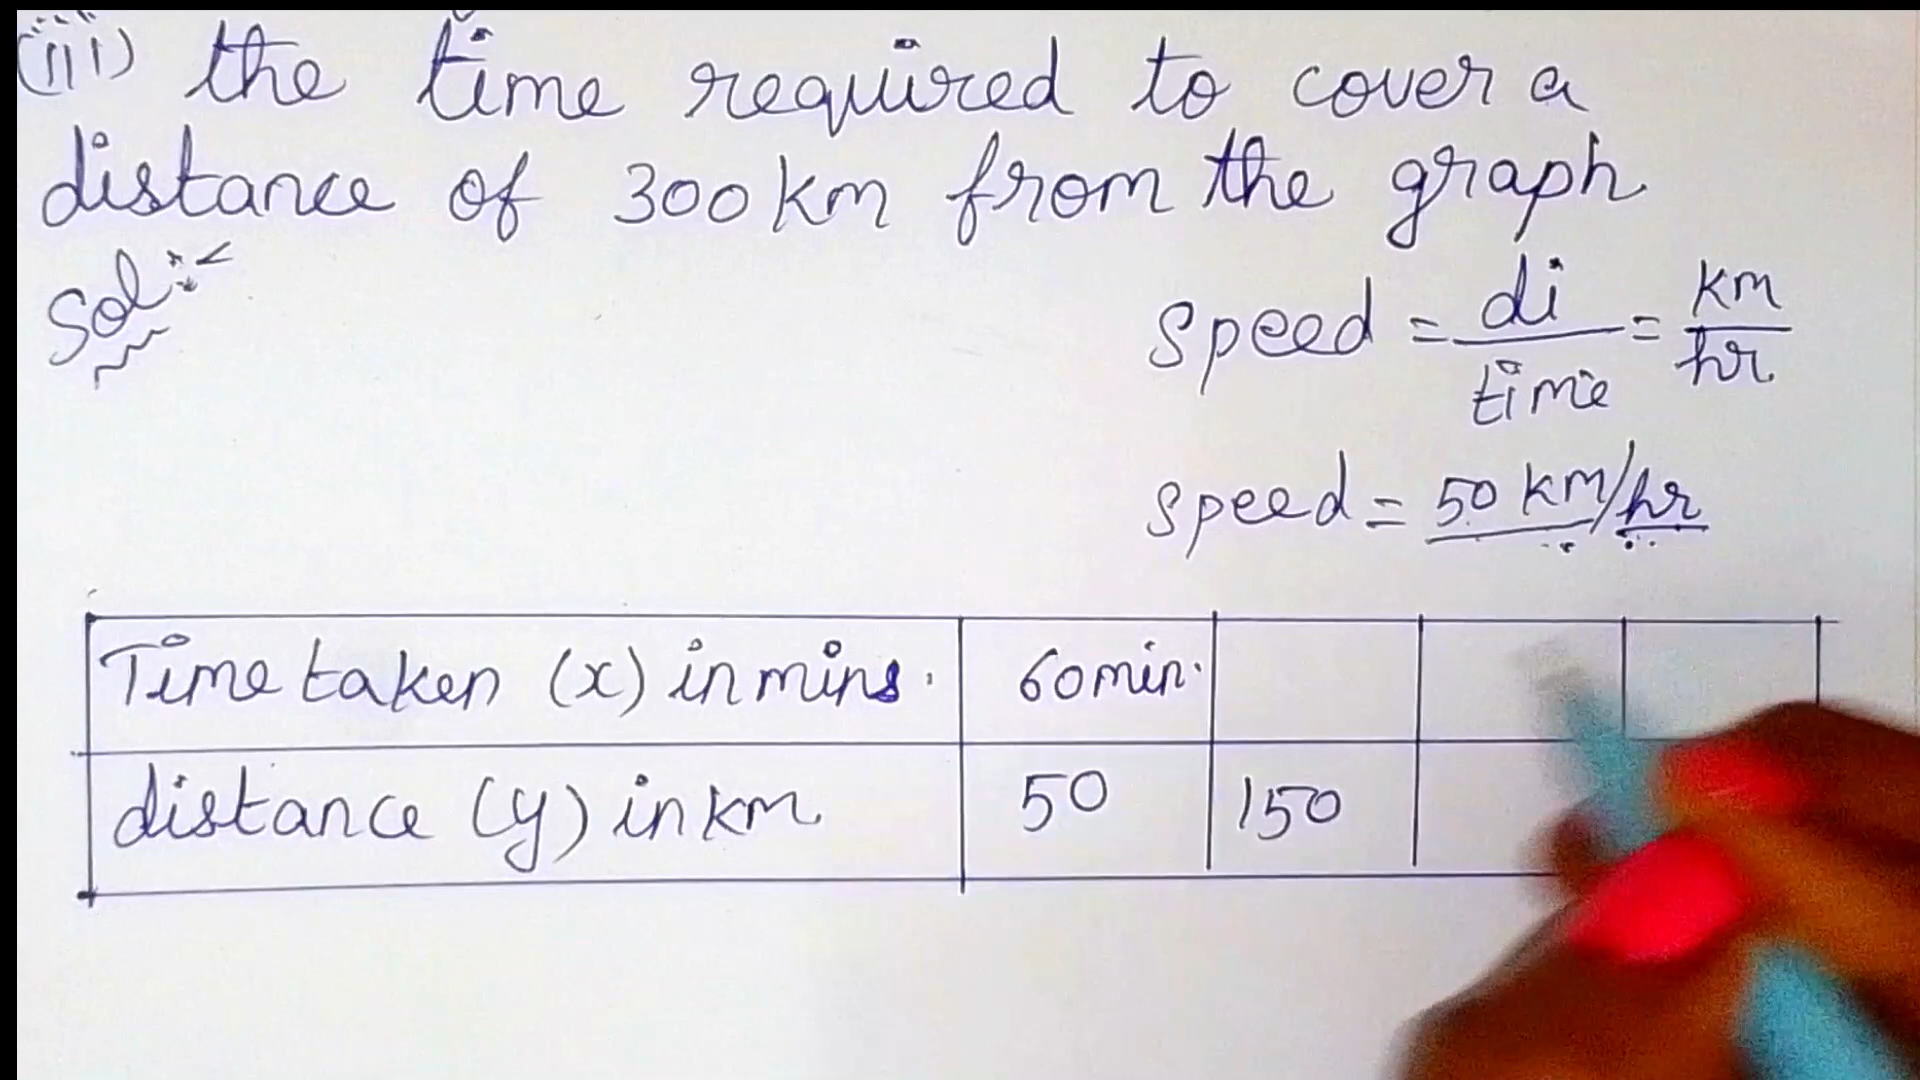 (iii) the time required to cover a
distance of 300 km from the graph
Sol:-
speed = di/time = km/hr
speed = 50 km/hr
Time taken (x) in mins. 60 min.
distance (y) in km 50 150